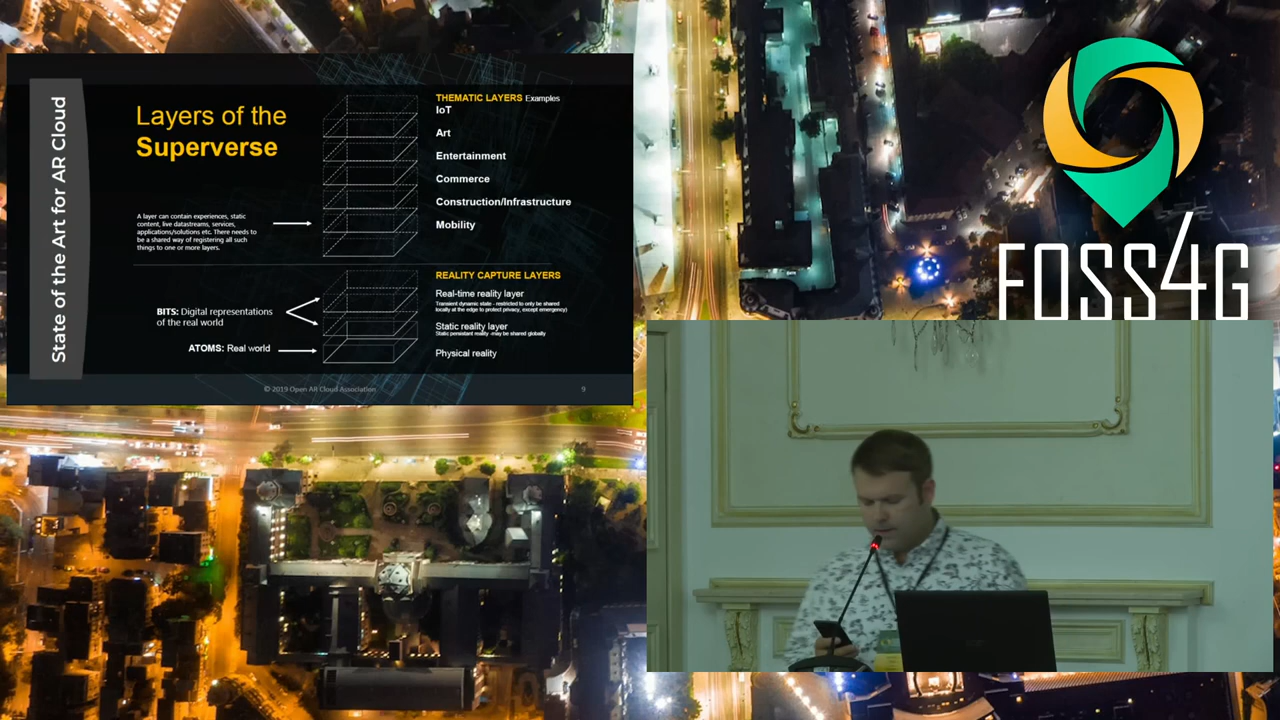 State of the Art for AR Cloud
Layers of the
Superverse
A layer can contain experiences, static
content, live datastreams, services,
applications/solutions etc. There needs to
be a shared way of registering all such
things to one or more layers.
THEMATIC LAYERS Examples
IoT
Art
Entertainment
Commerce
Construction/Infrastructure
Mobility
REALITY CAPTURE LAYERS
BITS: Digital representations
of the real world
ATOMS: Real world
Real-time reality layer
Transient dynamic state - restricted to only be shared
locally at the edge to protect privacy, except emergency)
Static reality layer
Static persistant reality -may be shared globally
Physical reality
© 2019 Open AR Cloud Association
9
FOSS4G